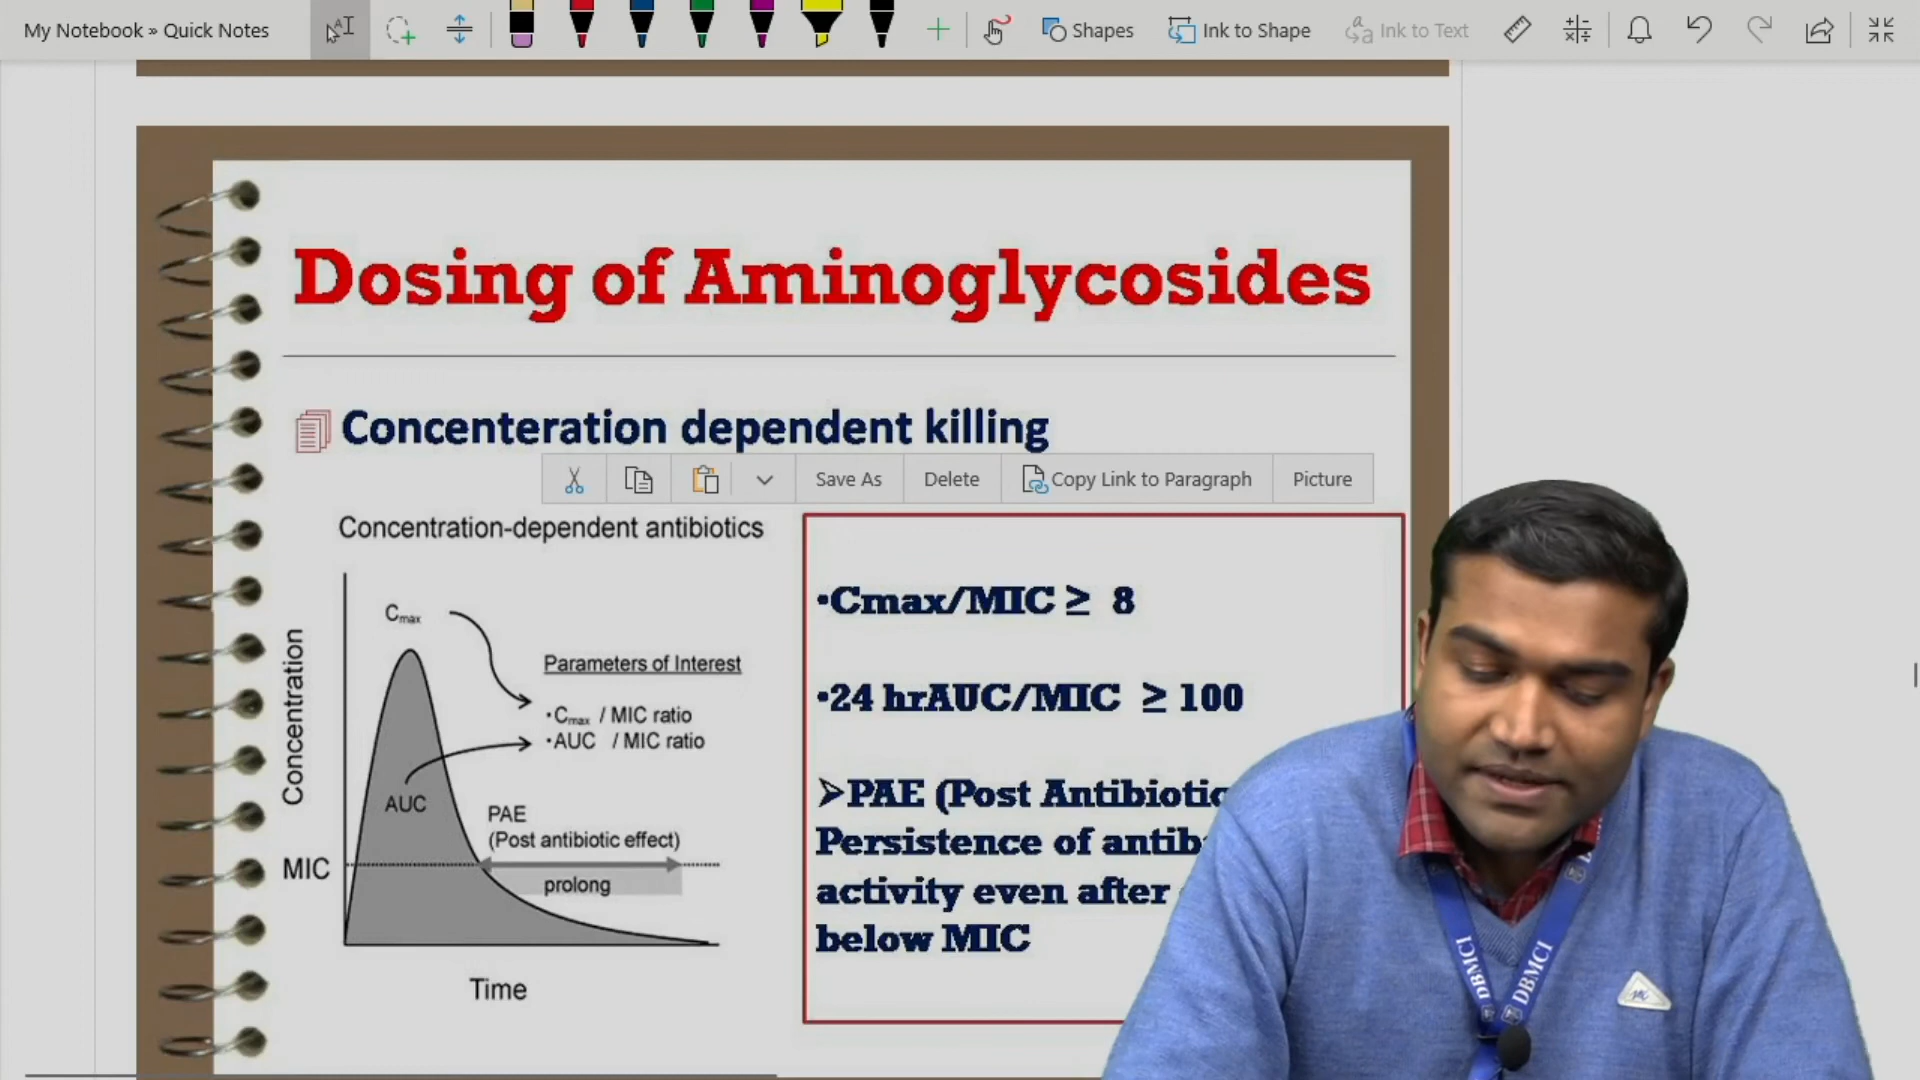 My Notebook » Quick Notes
Shapes
Ink to Shape
Ink to Text
Dosing of Aminoglycosides
Concenteration dependent killing
Save As
Delete
Copy Link to Paragraph
Picture
Concentration-dependent antibiotics
Cmax
Parameters of Interest
•Cmax / MIC ratio
•AUC / MIC ratio
AUC
PAE
(Post antibiotic effect)
prolong
Concentration
MIC
Time
•Cmax/MIC ≥ 8
•24 hrAUC/MIC ≥ 100
➢PAE (Post Antibiotic
Persistence of
activity even after
below MIC
DBMCI
DBMCI